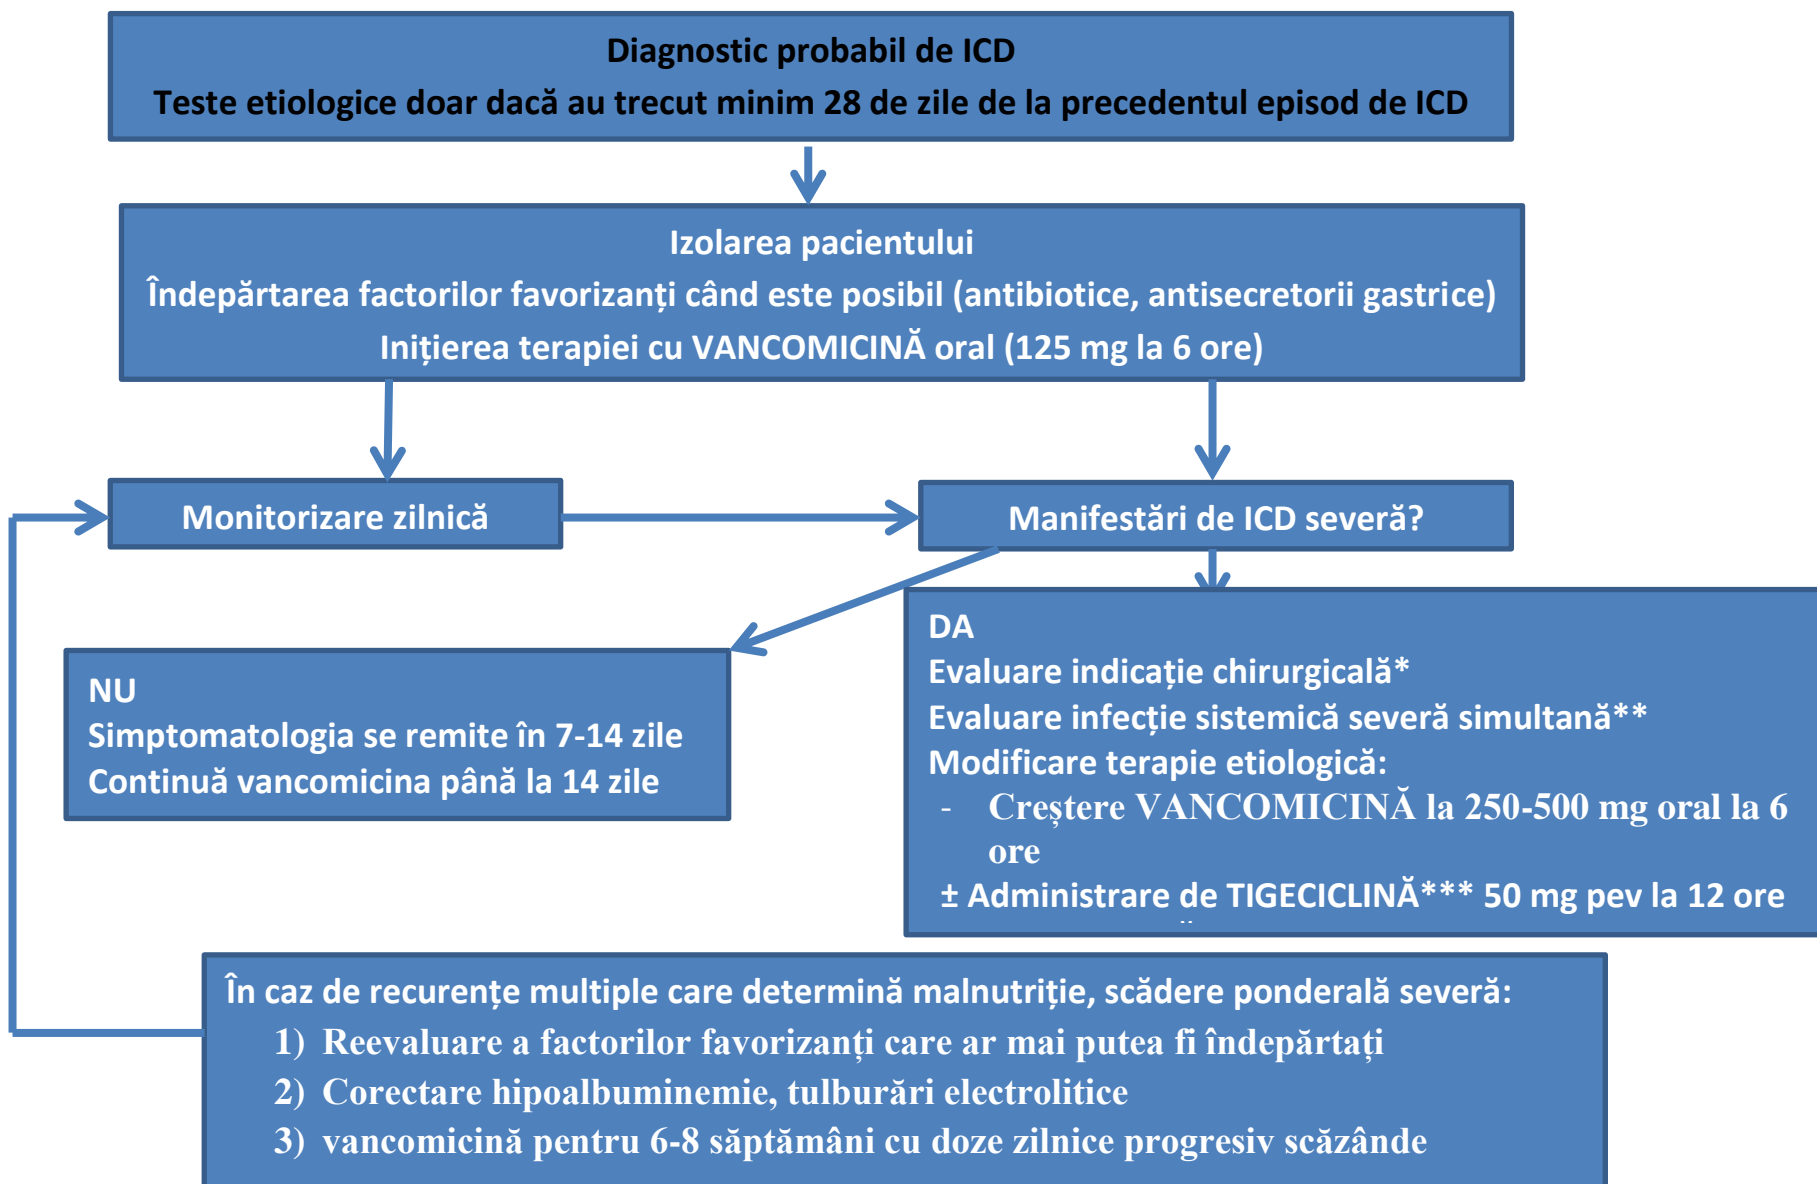 Diagnostic probabil de ICD
Teste etiologice doar dacă au trecut minim 28 de zile de la precedentul episod de ICD
Izolarea pacientului
Îndepărtarea factorilor favorizanți când este posibil (antibiotice, antisecretorii gastrice)
Inițierea terapiei cu VANCOMICINĂ oral (125 mg la 6 ore)
Monitorizare zilnică
Manifestări de ICD severă?
NU
Simptomatologia se remite în 7-14 zile
Continuă vancomicina până la 14 zile
DA
Evaluare indicație chirurgicală*
Evaluare infecție sistemică severă simultană**
Modificare terapie etiologică:
- Creștere VANCOMICINĂ la 250-500 mg oral la 6
ore
± Administrare de TIGECICLINĂ*** 50 mg pev la 12 ore
În caz de recurențe multiple care determină malnutriție, scădere ponderală severă:
1) Reevaluare a factorilor favorizanți care ar mai putea fi îndepărtați
2) Corectare hipoalbuminemie, tulburări electrolitice
3) vancomicină pentru 6-8 săptămâni cu doze zilnice progresiv scăzânde